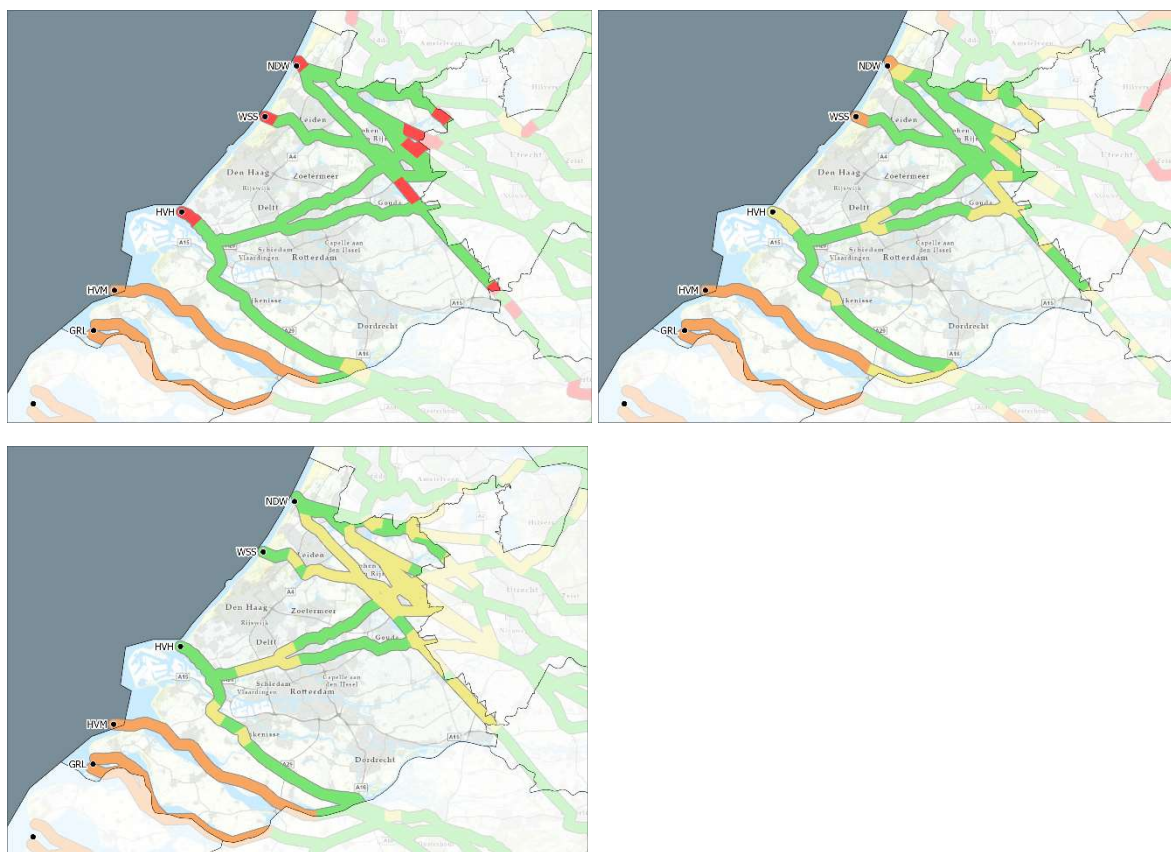 NDW
WSS
Leiden
A4
Den Haag
Rijswijk
Zoetermeer
Delft
Gouda
HVH
A15
Schiedam
Vlaardingen
Capelle aan
den IJssel
Rotterdam
HVM
A15
GRL
Dordrecht
A29
A16
NDW
WSS
Leiden
A4
Den Haag
Rijswijk
Zoetermeer
Utrecht
Delft
Gouda
HVH
A15
Schiedam
Vlaardingen
Capelle aan
den IJssel
Rotterdam
HVM
A15
GRL
Dordrecht
A29
A16
NDW
WSS
Leiden
A4
Den Haag
Rijswijk
Zoetermeer
Utrecht
Delft
Gouda
HVH
A15
Schiedam
Vlaardingen
Capelle aan
den IJssel
Rotterdam
HVM
A15
GRL
Dordrecht
A16